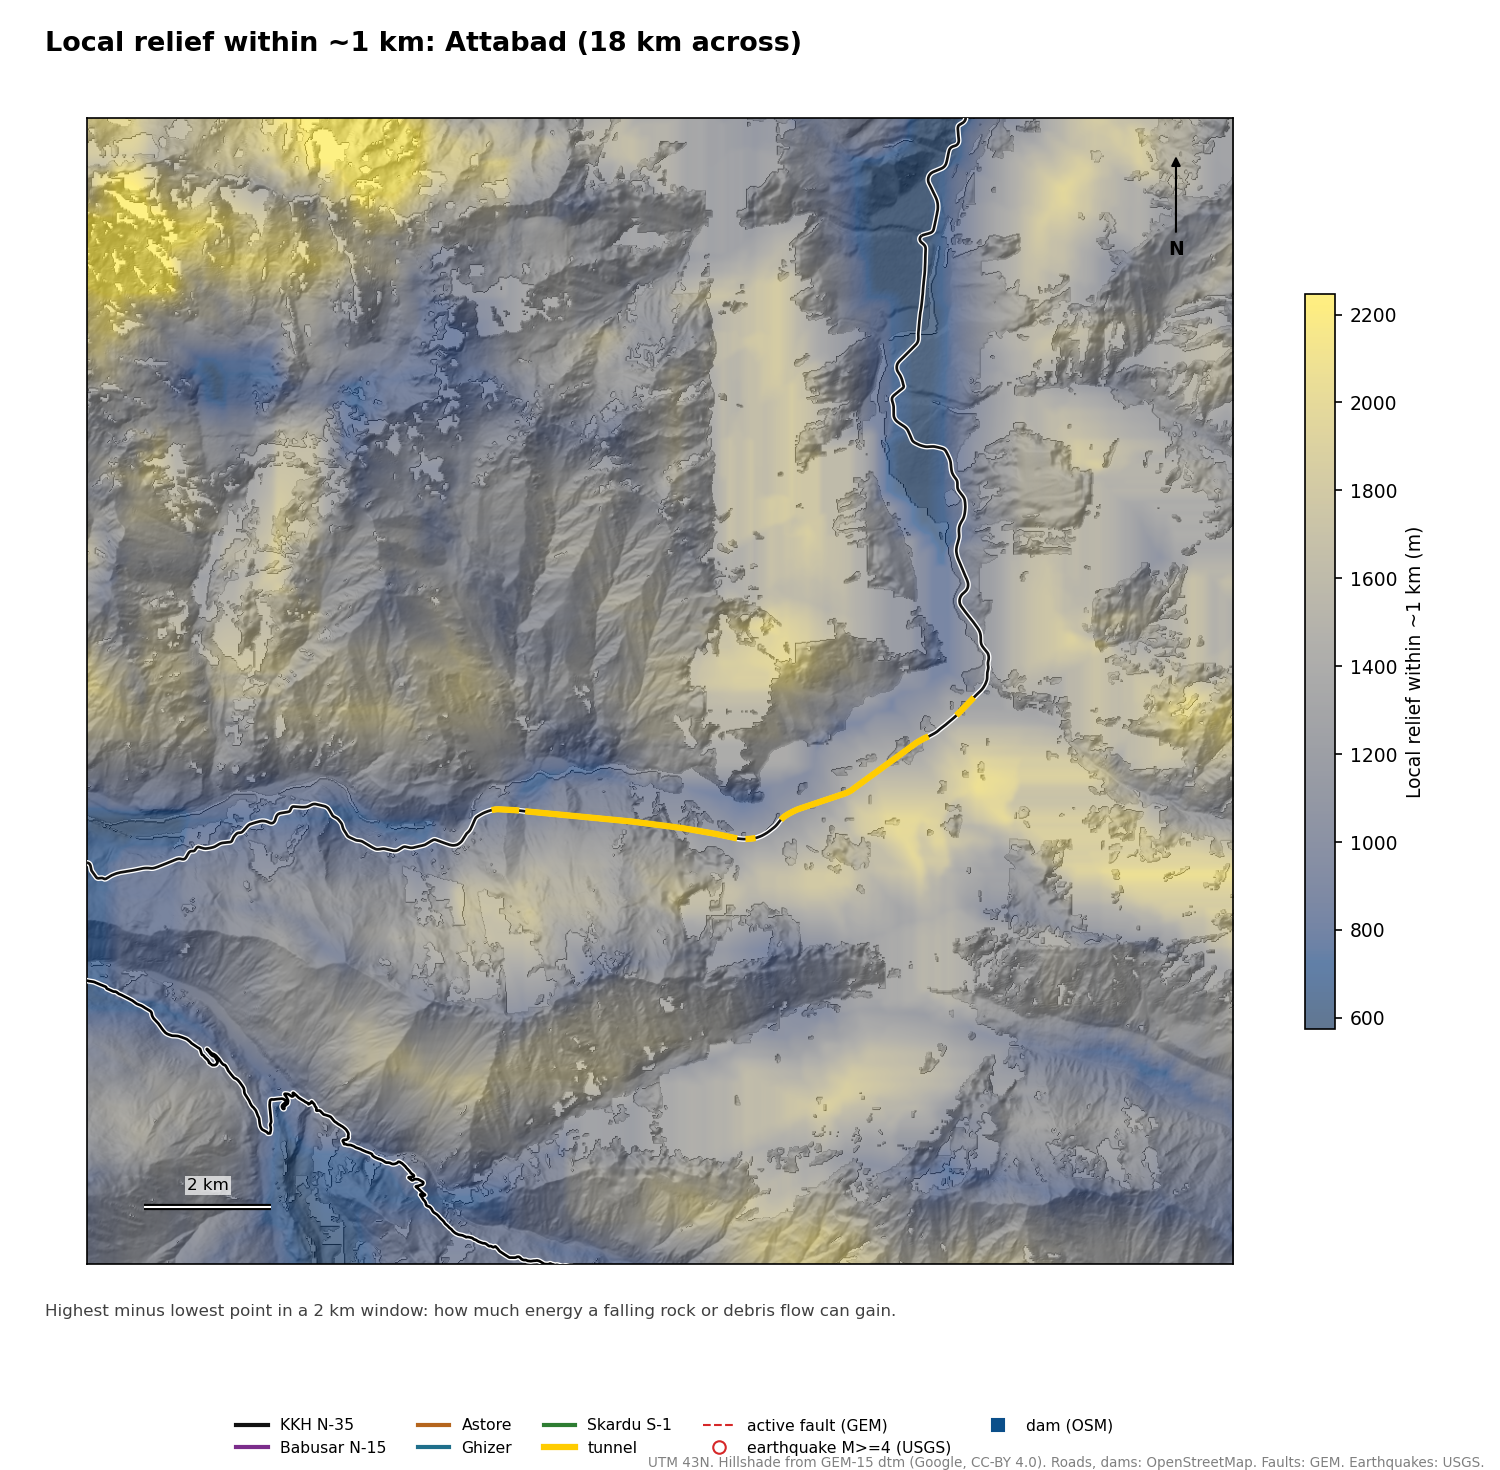 Local relief within ~1 km: Attabad (18 km across)
N
2200
2000
1800
1600
1400
1200
1000
800
600
Local relief within ~1 km (m)
2 km
Highest minus lowest point in a 2 km window: how much energy a falling rock or debris flow can gain.
KKH N-35
Babusar N-15
Astore
Ghizer
Skardu S-1
tunnel
active fault (GEM)
earthquake M>=4 (USGS)
dam (OSM)
UTM 43N. Hillshade from GEM-15 dtm (Google, CC-BY 4.0). Roads, dams: OpenStreetMap. Faults: GEM. Earthquakes: USGS.